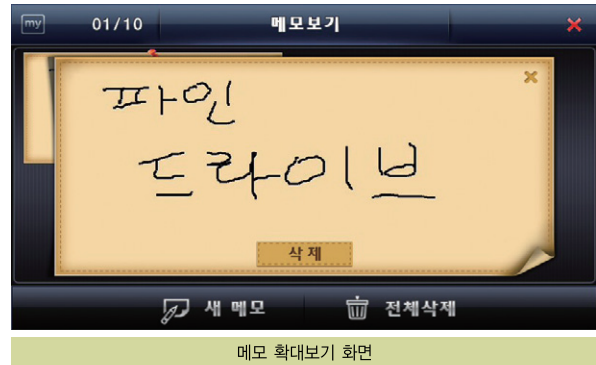 my 01/10 메모보기
파인
드라이브
삭제
새 메모 전체삭제
메모 확대보기 화면